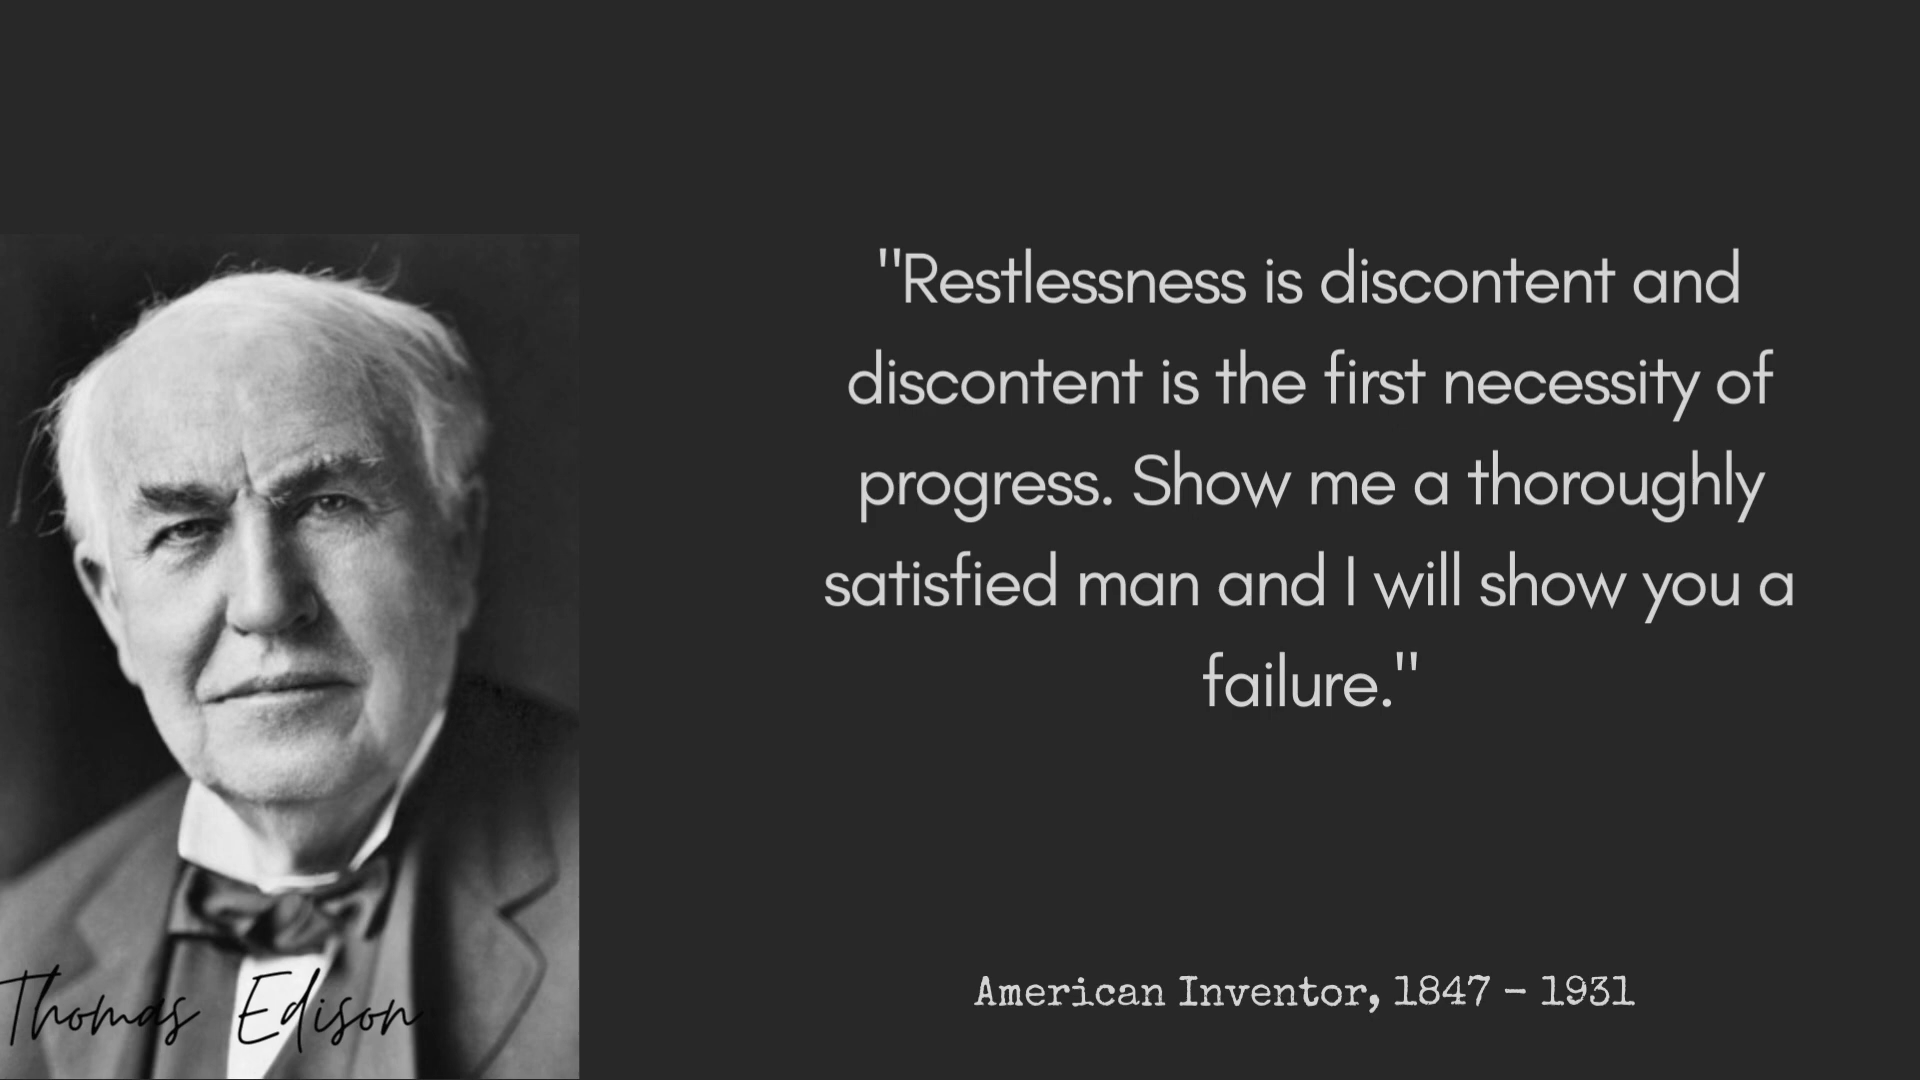 "Restlessness is discontent and
discontent is the first necessity of
progress. Show me a thoroughly
satisfied man and I will show you a
failure."
Thomas Edison
American Inventor, 1847 - 1931